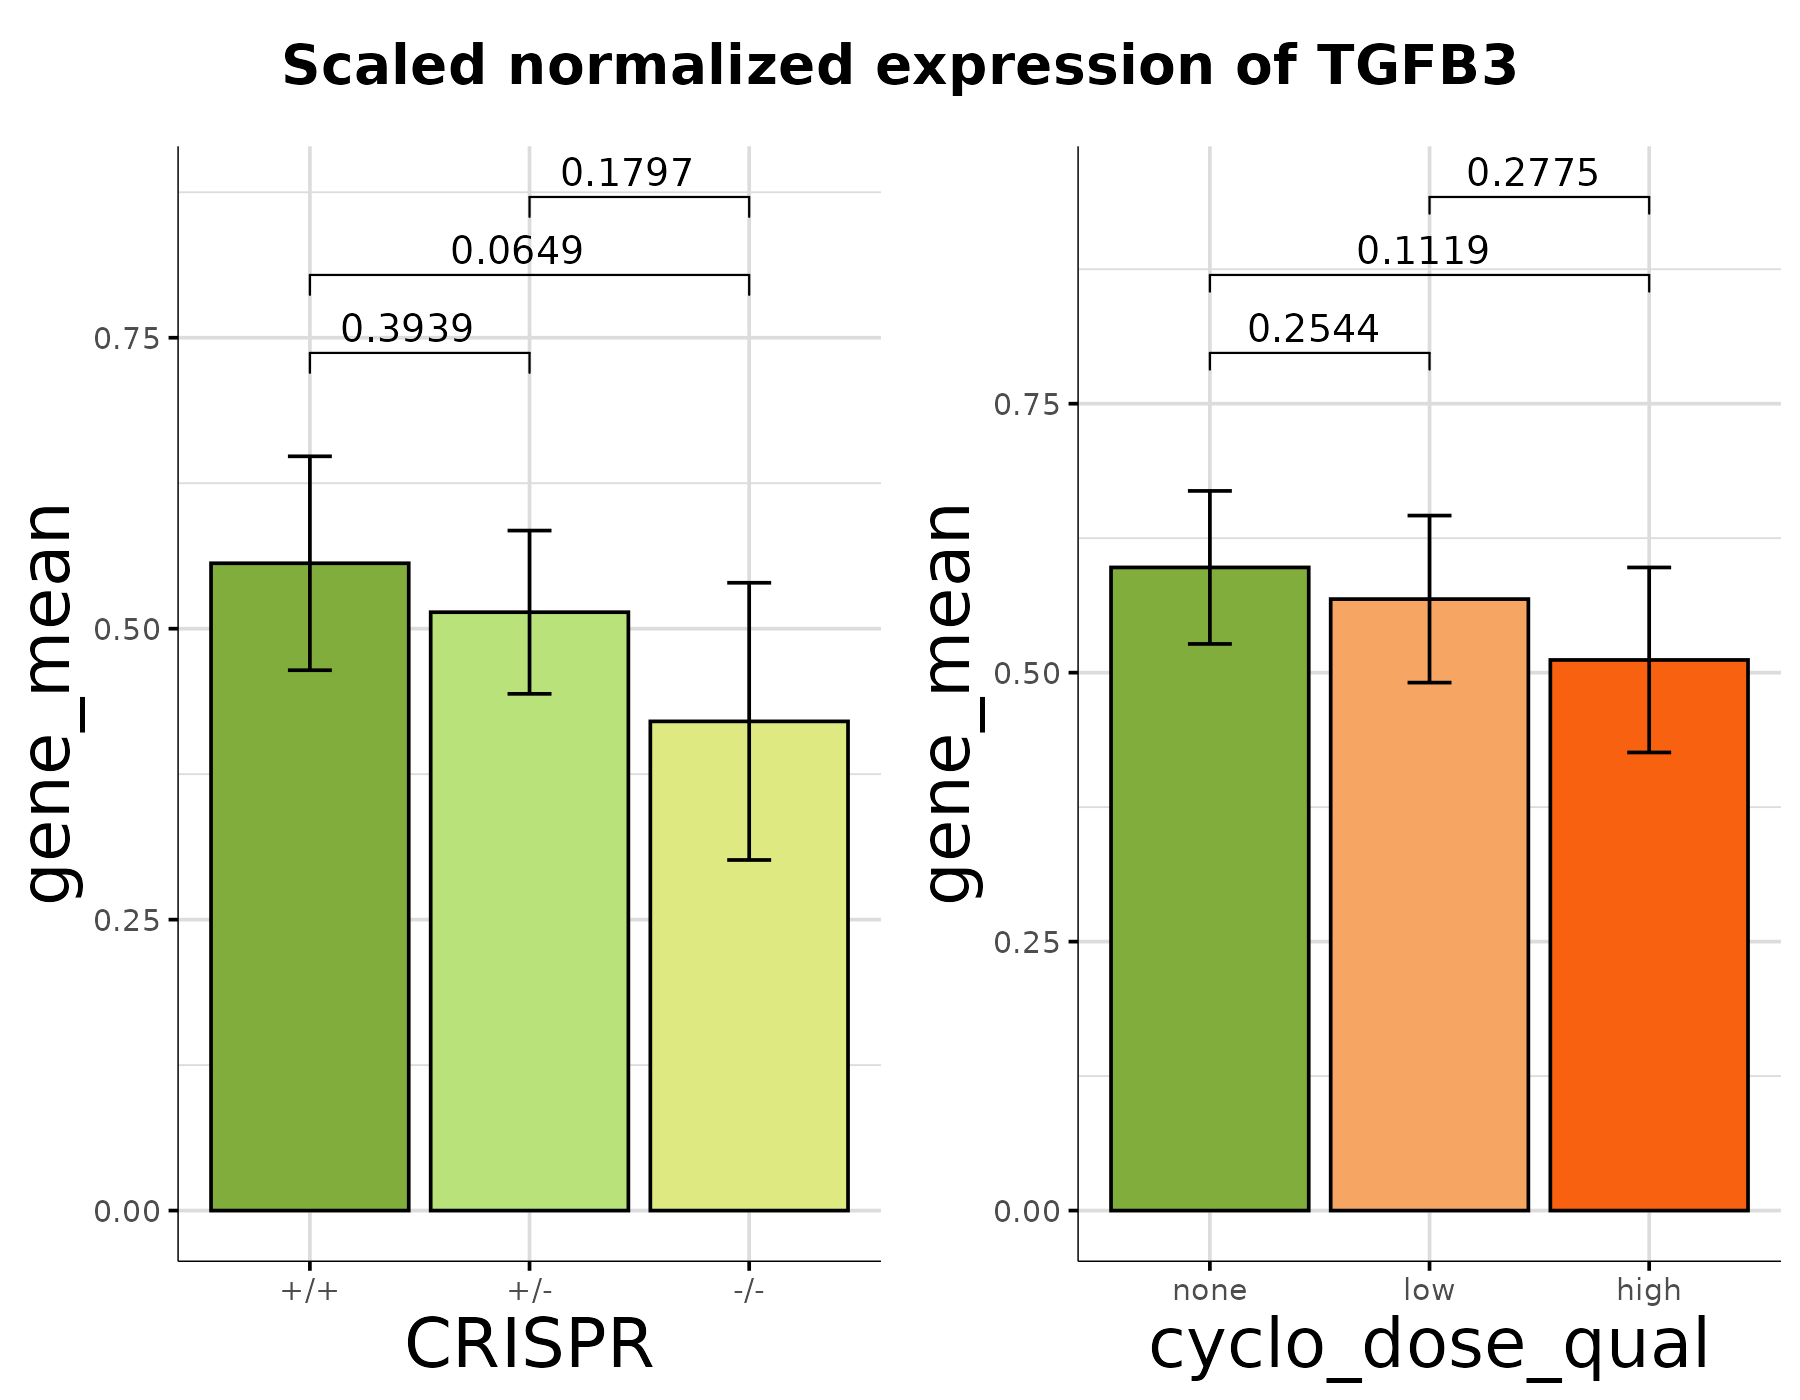 Scaled normalized expression of TGFB3
gene_mean
0.75
0.50
0.25
0.00
0.1797
0.0649
0.3939
+/+
+/-
-/-
CRISPR
gene_mean
0.75
0.50
0.25
0.00
0.2775
0.1119
0.2544
none
low
high
cyclo_dose_qual